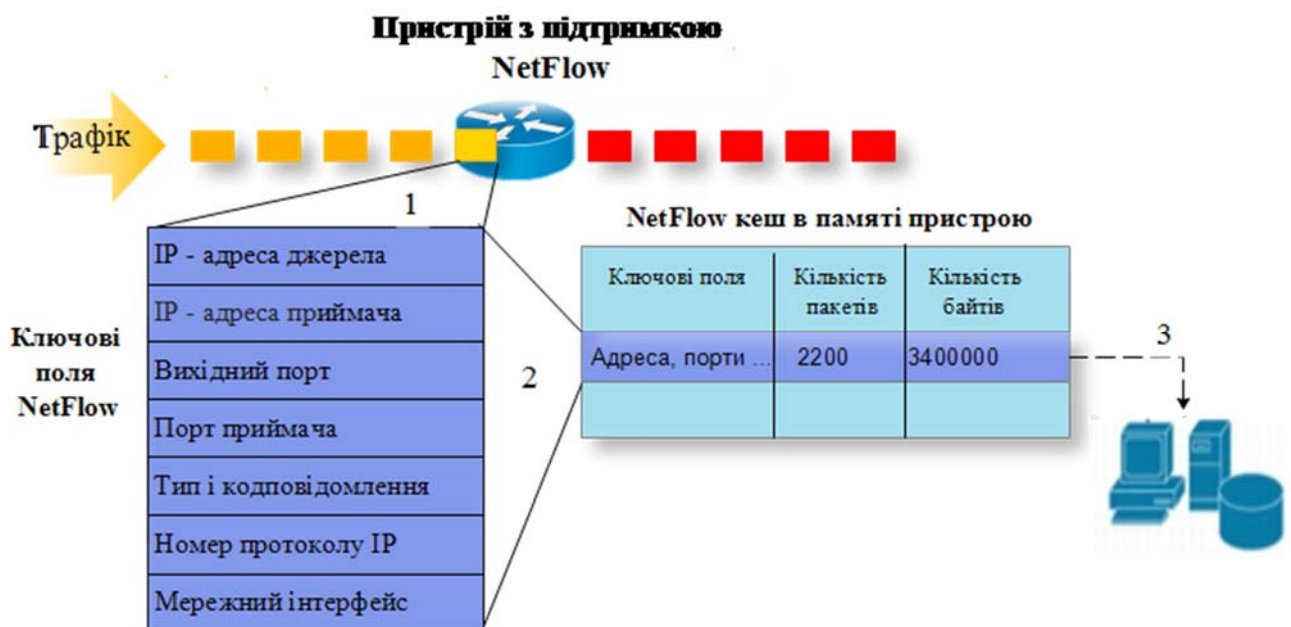 Пристрій з підтримкою
NetFlow
Трафік
1
IP - адреса джерела
IP - адреса приймача
Вихідний порт
Порт приймача
Тип і кодповідомлення
Номер протоколу IP
Мережний інтерфейс
Ключові
поля
NetFlow
2
NetFlow кеш в памяті пристрою
Ключові поля
Кількість
пакетів
Кількість
байтів
Адреса, порти ...
2200
3400000
3